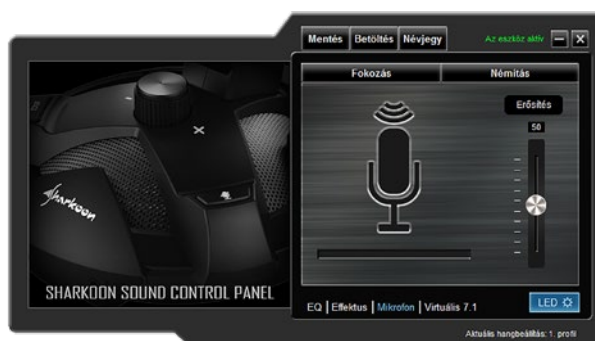 Mentés Betöltés Névjegy Az eszköz aktív
Fokozás Némítás
Erősítés
50
Sharkoon
SHARKOON SOUND CONTROL PANEL
EQ | Effektus | Mikrofon | Virtuális 7.1
LED
Aktuális hangbeállítás: 1. profil